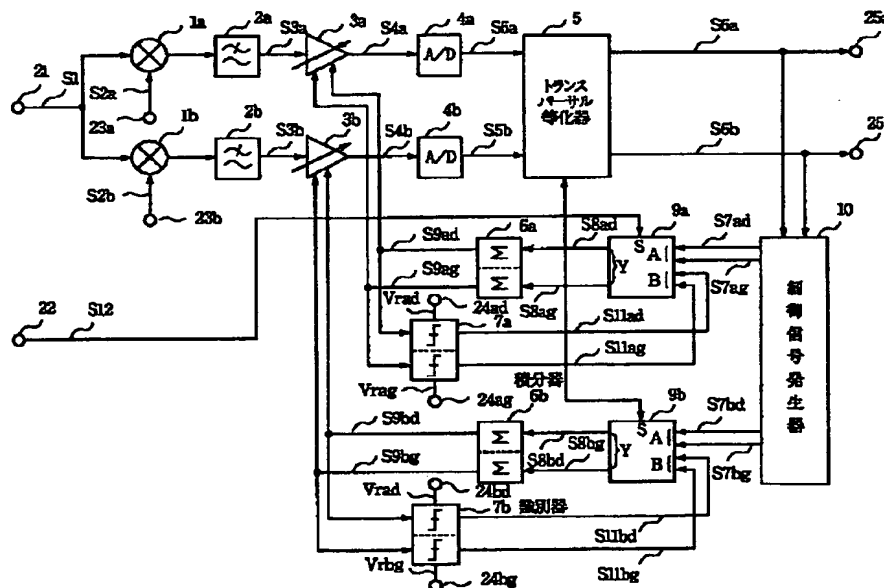 1a
2a
S3a
3a
S4a
4a
S5a
5
S6a
25a
21
S1
S2a
23a
1b
2b
S3b
3b
S4b
4b
S5b
A/D
A/D
トランス
バーサル
等化器
S6b
25
S2b
23b
22
S12
S9ad
S9ag
6a
Σ
Σ
S8ad
S8ag
9a
S
A
B
Y
S7ad
S7ag
10
制御信号発生器
Vrad
24ad
7a
S11ad
S11ag
Vrag
24ag
積分器
6b
S9bd
S9bg
Σ
Σ
S8bg
S8bd
9b
S
A
B
Y
S7bd
S7bg
Vrad
24bd
7b
識別器
S11bd
S11bg
Vrbg
24bg